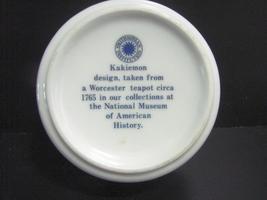 Kakiemon
design, taken from
a Worcester teapot circa
1765 in our collections at
the National Museum
of American
History.